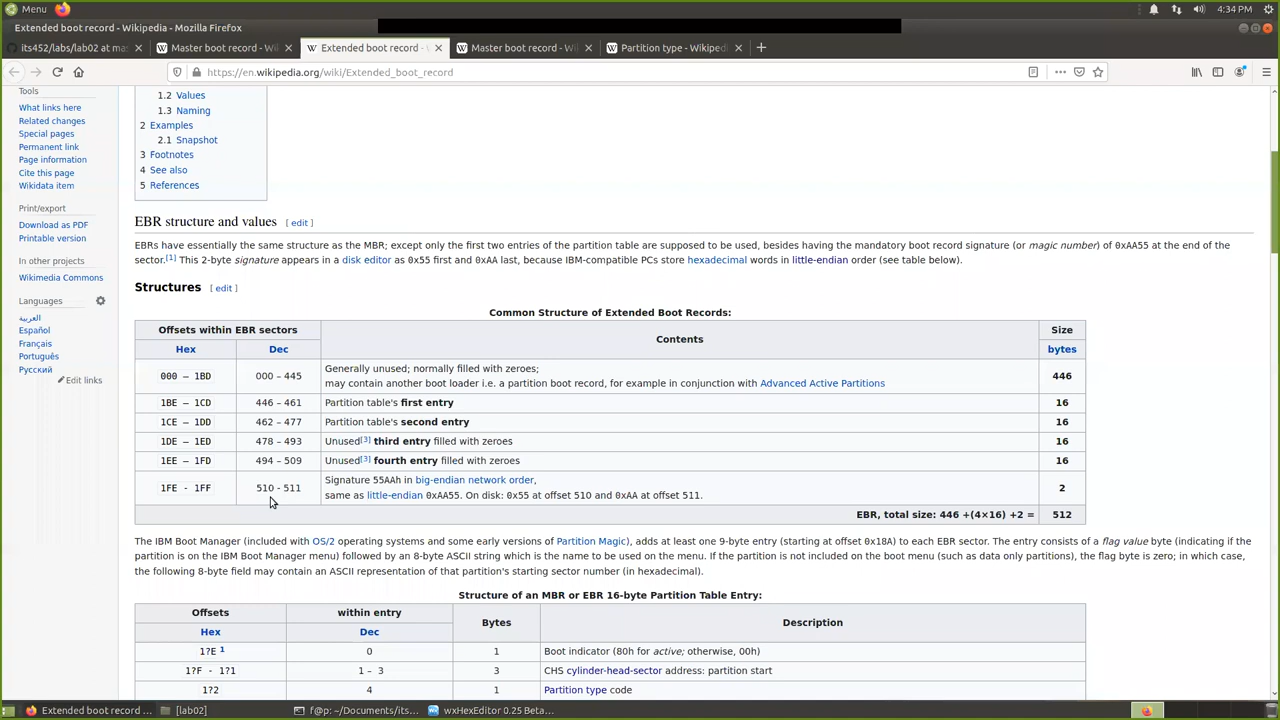 Menu
4:34 PM
Extended boot record - Wikipedia - Mozilla Firefox
its452/labs/lab02 at mas
Master boot record - Wik
Extended boot record -
Master boot record - Wik
Partition type - Wikipedi
https://en.wikipedia.org/wiki/Extended_boot_record
Tools
What links here
Related changes
Special pages
Permanent link
Page information
Cite this page
Wikidata item
Print/export
Download as PDF
Printable version
In other projects
Wikimedia Commons
Languages
العربية
Español
Français
Português
Русский
Edit links
1.2 Values
1.3 Naming
2 Examples
2.1 Snapshot
3 Footnotes
4 See also
5 References
EBR structure and values [ edit ]
EBRs have essentially the same structure as the MBR; except only the first two entries of the partition table are supposed to be used, besides having the mandatory boot record signature (or magic number) of 0xAA55 at the end of the
sector.[1] This 2-byte signature appears in a disk editor as 0x55 first and 0xAA last, because IBM-compatible PCs store hexadecimal words in little-endian order (see table below).
Structures [ edit ]
Common Structure of Extended Boot Records:
Offsets within EBR sectors Contents Size
Hex Dec bytes
000 – 1BD 000 – 445 Generally unused; normally filled with zeroes; 446
may contain another boot loader i.e. a partition boot record, for example in conjunction with Advanced Active Partitions
1BE – 1CD 446 – 461 Partition table's first entry 16
1CE – 1DD 462 – 477 Partition table's second entry 16
1DE – 1ED 478 – 493 Unused[3] third entry filled with zeroes 16
1EE – 1FD 494 – 509 Unused[3] fourth entry filled with zeroes 16
1FE - 1FF 510 - 511 Signature 55AAh in big-endian network order, 2
same as little-endian 0xAA55. On disk: 0x55 at offset 510 and 0xAA at offset 511.
EBR, total size: 446 +(4×16) +2 = 512
The IBM Boot Manager (included with OS/2 operating systems and some early versions of Partition Magic), adds at least one 9-byte entry (starting at offset 0x18A) to each EBR sector. The entry consists of a flag value byte (indicating if the
partition is on the IBM Boot Manager menu) followed by an 8-byte ASCII string which is the name to be used on the menu. If the partition is not included on the boot menu (such as data only partitions), the flag byte is zero; in which case,
the following 8-byte field may contain an ASCII representation of that partition's starting sector number (in hexadecimal).
Structure of an MBR or EBR 16-byte Partition Table Entry:
Offsets within entry Bytes Description
Hex Dec
1?E 1 0 1 Boot indicator (80h for active; otherwise, 00h)
1?F - 1?1 1 – 3 3 CHS cylinder-head-sector address: partition start
1?2 4 1 Partition type code
Extended boot record ...
[lab02]
f@p: ~/Documents/its...
wxHexEditor 0.25 Beta...